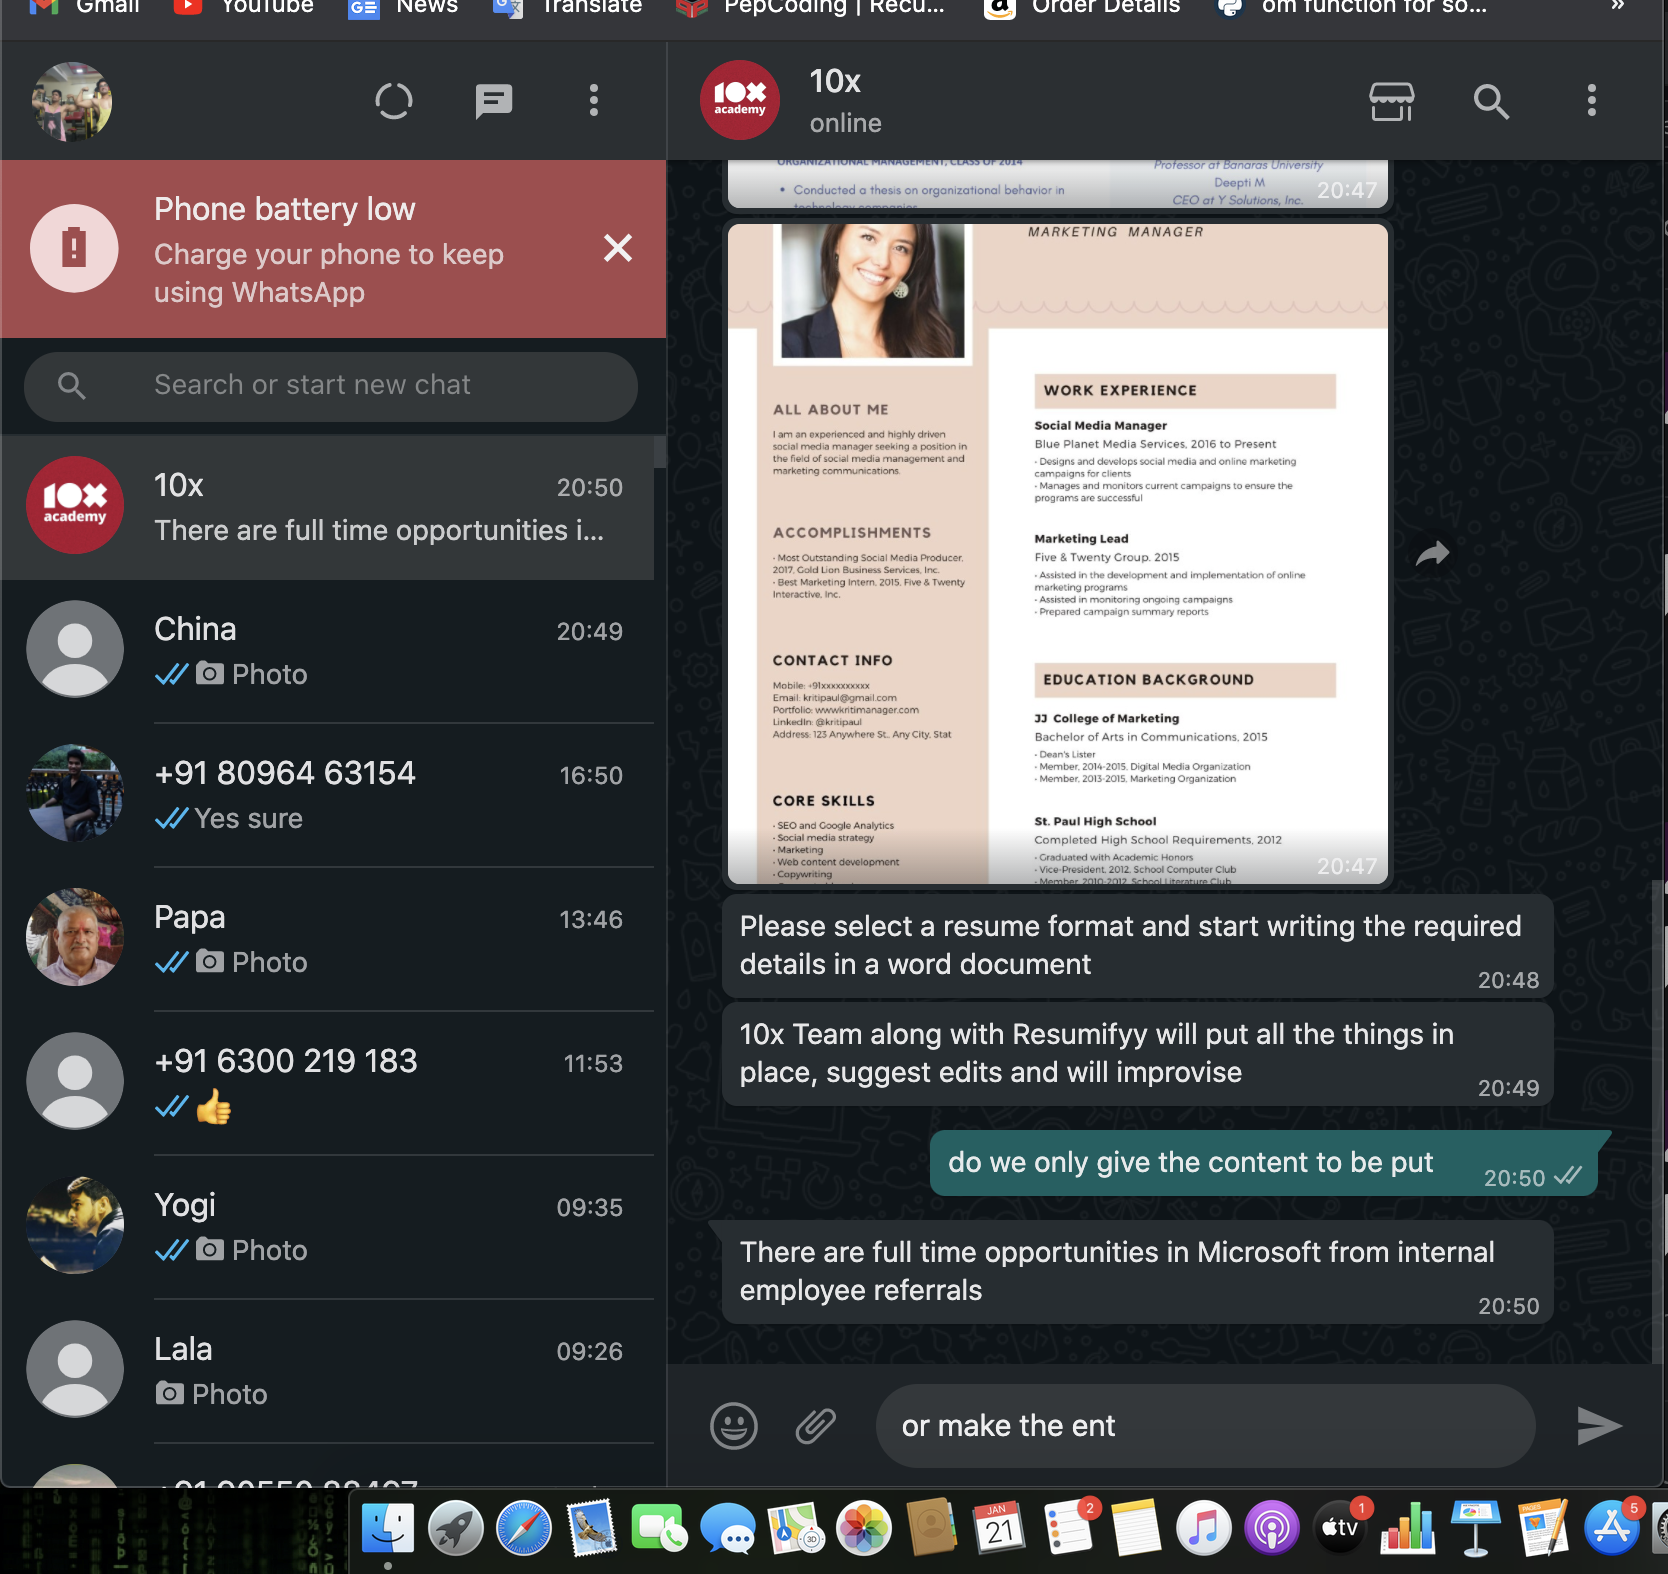 Gmail YouTube News Translate PepCoding | Recu... Order Details om function for so... »
10x
academy
10x
online
Phone battery low
Charge your phone to keep
using WhatsApp
Search or start new chat
10x
academy
10x 20:50
There are full time opportunities i...
China 20:49
Photo
+91 80964 63154 16:50
Yes sure
Papa 13:46
Photo
+91 6300 219 183 11:53
👍
Yogi 09:35
Photo
Lala 09:26
Photo
ORGANIZATIONAL MANAGEMENT, CLASS OF 2014
• Conducted a thesis on organizational behavior in
technology companies
Professor at Banaras University
Deepti M
CEO at Y Solutions, Inc.
20:47
MARKETING MANAGER
ALL ABOUT ME
I am an experienced and highly driven
social media manager seeking a position in
the field of social media management and
marketing communications.
ACCOMPLISHMENTS
• Most Outstanding Social Media Producer,
2017, Gold Lion Business Services, Inc.
• Best Marketing Intern, 2015, Five & Twenty
Interactive, Inc.
CONTACT INFO
Mobile: +91xxxxxxxxxx
Email: kritipaul@gmail.com
Portfolio: wwwkritimanager.com
LinkedIn: @kritipaul
Address: 123 Anywhere St., Any City, Stat
CORE SKILLS
• SEO and Google Analytics
• Social media strategy
• Marketing
• Web content development
• Copywriting
WORK EXPERIENCE
Social Media Manager
Blue Planet Media Services, 2016 to Present
• Designs and develops social media and online marketing
campaigns for clients
• Manages and monitors current campaigns to ensure the
programs are successful
Marketing Lead
Five & Twenty Group, 2015
• Assisted in the development and implementation of online
marketing programs
• Assisted in monitoring ongoing campaigns
• Prepared campaign summary reports
EDUCATION BACKGROUND
JJ College of Marketing
Bachelor of Arts in Communications, 2015
• Dean's Lister
• Member, 2014-2015, Digital Media Organization
• Member, 2013-2015, Marketing Organization
St. Paul High School
Completed High School Requirements, 2012
• Graduated with Academic Honors
• Vice-President, 2012, School Computer Club
• Member, 2010-2012, School Literature Club
20:47
Please select a resume format and start writing the required
details in a word document
20:48
10x Team along with Resumifyy will put all the things in
place, suggest edits and will improvise
20:49
do we only give the content to be put
20:50
There are full time opportunities in Microsoft from internal
employee referrals
20:50
or make the ent
3D
JAN
21
2
tv
1
PAGES
5